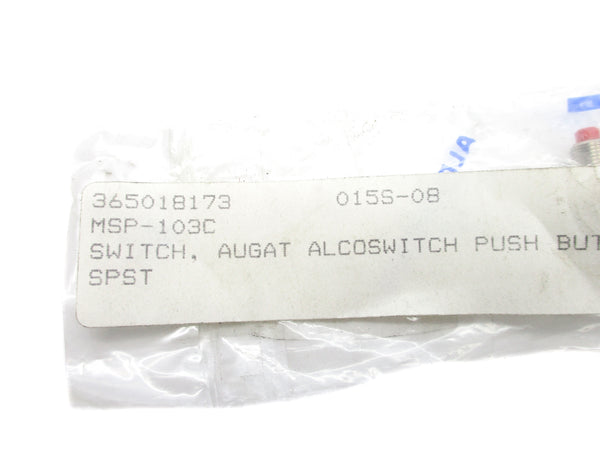 365018173 015S-08
MSP-103C
SWITCH, AUGAT ALCOSWITCH PUSH BUT
SPST